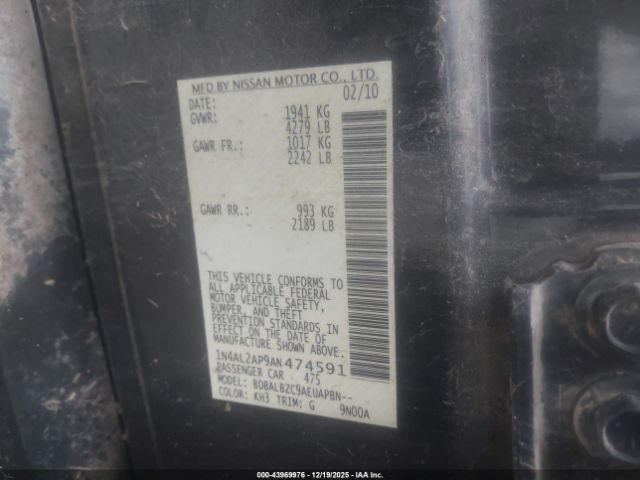 MFD BY NISSAN MOTOR CO., LTD.
DATE: 02/10
GVWR: 1941 KG
4279 LB
GAWR FR.: 1017 KG
2242 LB
GAWR RR.: 993 KG
2189 LB
THIS VEHICLE CONFORMS TO
ALL APPLICABLE FEDERAL
MOTOR VEHICLE SAFETY,
BUMPER, AND THEFT
PREVENTION STANDARDS IN
EFFECT ON THE DATE OF
MANUFACTURE SHOWN ABOVE.
1N4AL2AP9AN474591
PASSENGER CAR 475
MODEL: BDBALBZC9AEUAPBN--
COLOR: KH3 TRIM: G 9N00A
000-43969976 - 12/19/2025 - IAA Inc.